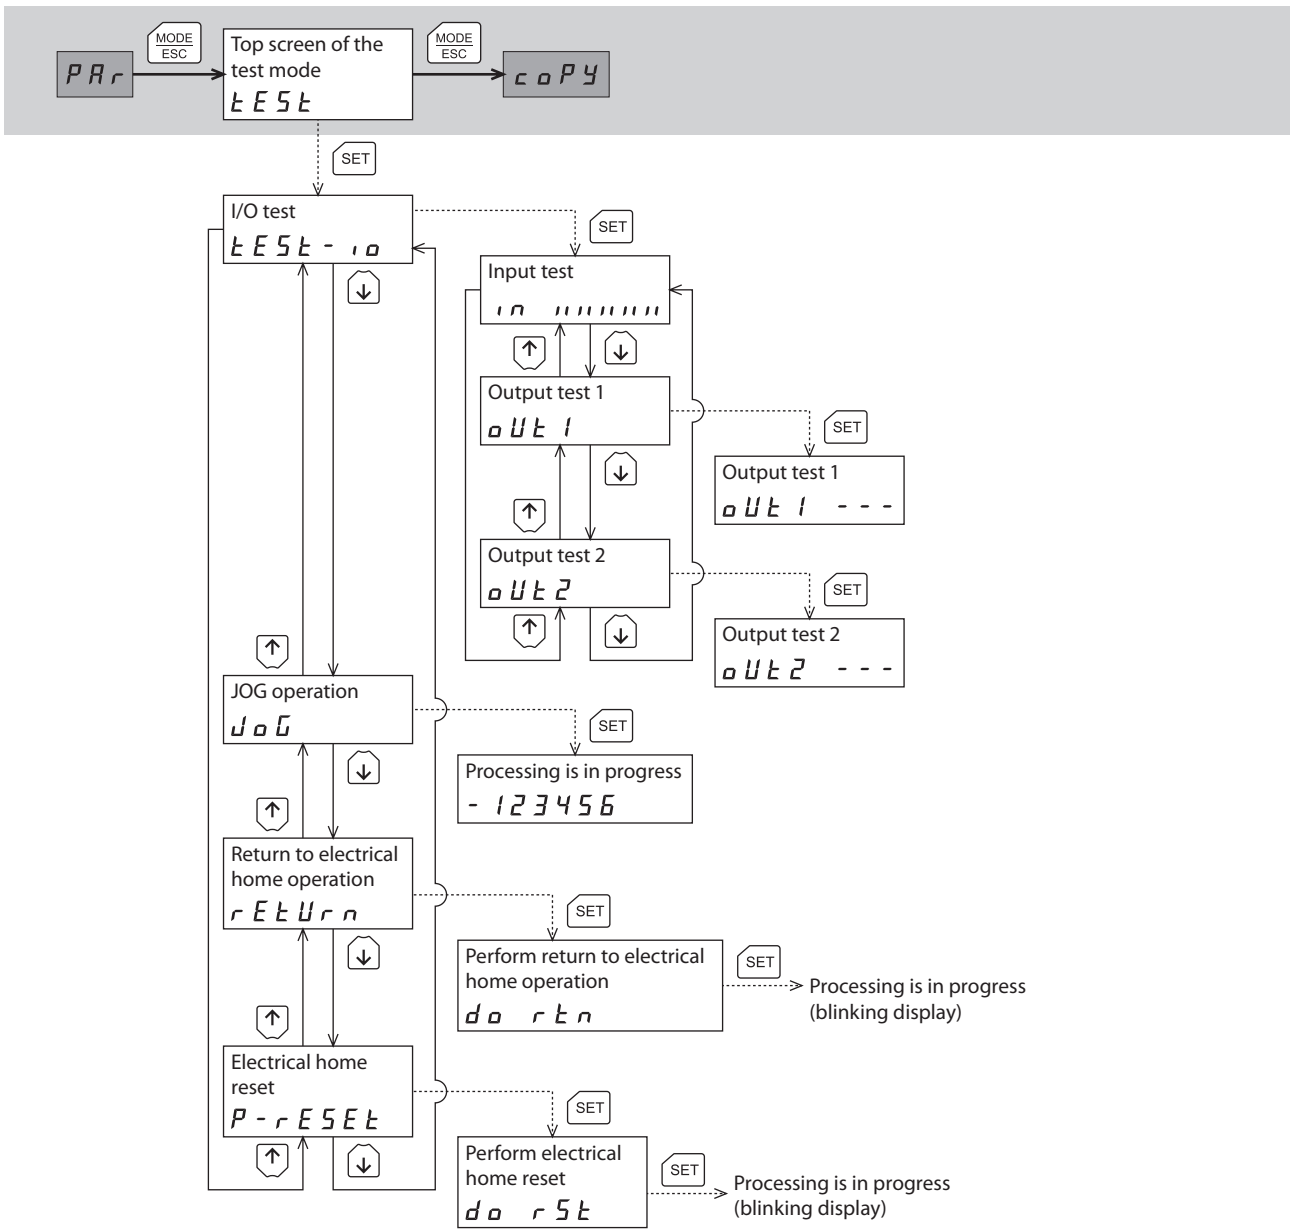 MODE
ESC
Top screen of the
test mode
tESt
MODE
ESC
PAr
coPY
SET
I/O test
tESt-io
SET
Input test
in
Output test 1
oUt1
SET
Output test 1
oUt1 ---
Output test 2
oUt2
SET
Output test 2
oUt2 ---
JOG operation
JoG
SET
Processing is in progress
-123456
Return to electrical
home operation
rEtUrn
SET
Perform return to electrical
home operation
do rtn
SET
Processing is in progress
(blinking display)
Electrical home
reset
P-rESEt
SET
Perform electrical
home reset
do rSt
SET
Processing is in progress
(blinking display)